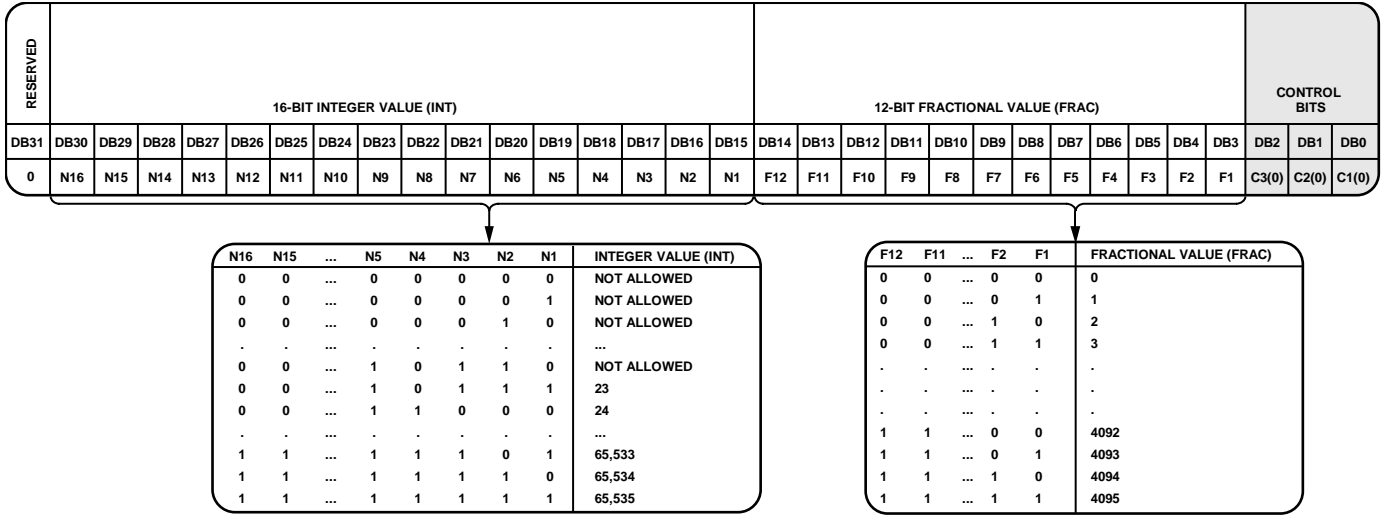 RESERVED
16-BIT INTEGER VALUE (INT) 12-BIT FRACTIONAL VALUE (FRAC) CONTROL
BITS
DB31 DB30 DB29 DB28 DB27 DB26 DB25 DB24 DB23 DB22 DB21 DB20 DB19 DB18 DB17 DB16 DB15 DB14 DB13 DB12 DB11 DB10 DB9 DB8 DB7 DB6 DB5 DB4 DB3 DB2 DB1 DB0
0 N16 N15 N14 N13 N12 N11 N10 N9 N8 N7 N6 N5 N4 N3 N2 N1 F12 F11 F10 F9 F8 F7 F6 F5 F4 F3 F2 F1 C3(0) C2(0) C1(0)
N16 N15 ... N5 N4 N3 N2 N1 INTEGER VALUE (INT)
0 0 ... 0 0 0 0 0 NOT ALLOWED
0 0 ... 0 0 0 0 1 NOT ALLOWED
0 0 ... 0 0 0 1 0 NOT ALLOWED
. . ... . . . . . ...
0 0 ... 1 0 1 1 0 NOT ALLOWED
0 0 ... 1 0 1 1 1 23
0 0 ... 1 1 0 0 0 24
. . ... . . . . . ...
1 1 ... 1 1 1 0 1 65,533
1 1 ... 1 1 1 1 0 65,534
1 1 ... 1 1 1 1 1 65,535
F12 F11 ... F2 F1 FRACTIONAL VALUE (FRAC)
0 0 ... 0 0 0
0 0 ... 0 1 1
0 0 ... 1 0 2
0 0 ... 1 1 3
. . ... . . .
. . ... . . .
. . ... . . .
1 1 ... 0 0 4092
1 1 ... 0 1 4093
1 1 ... 1 0 4094
1 1 ... 1 1 4095